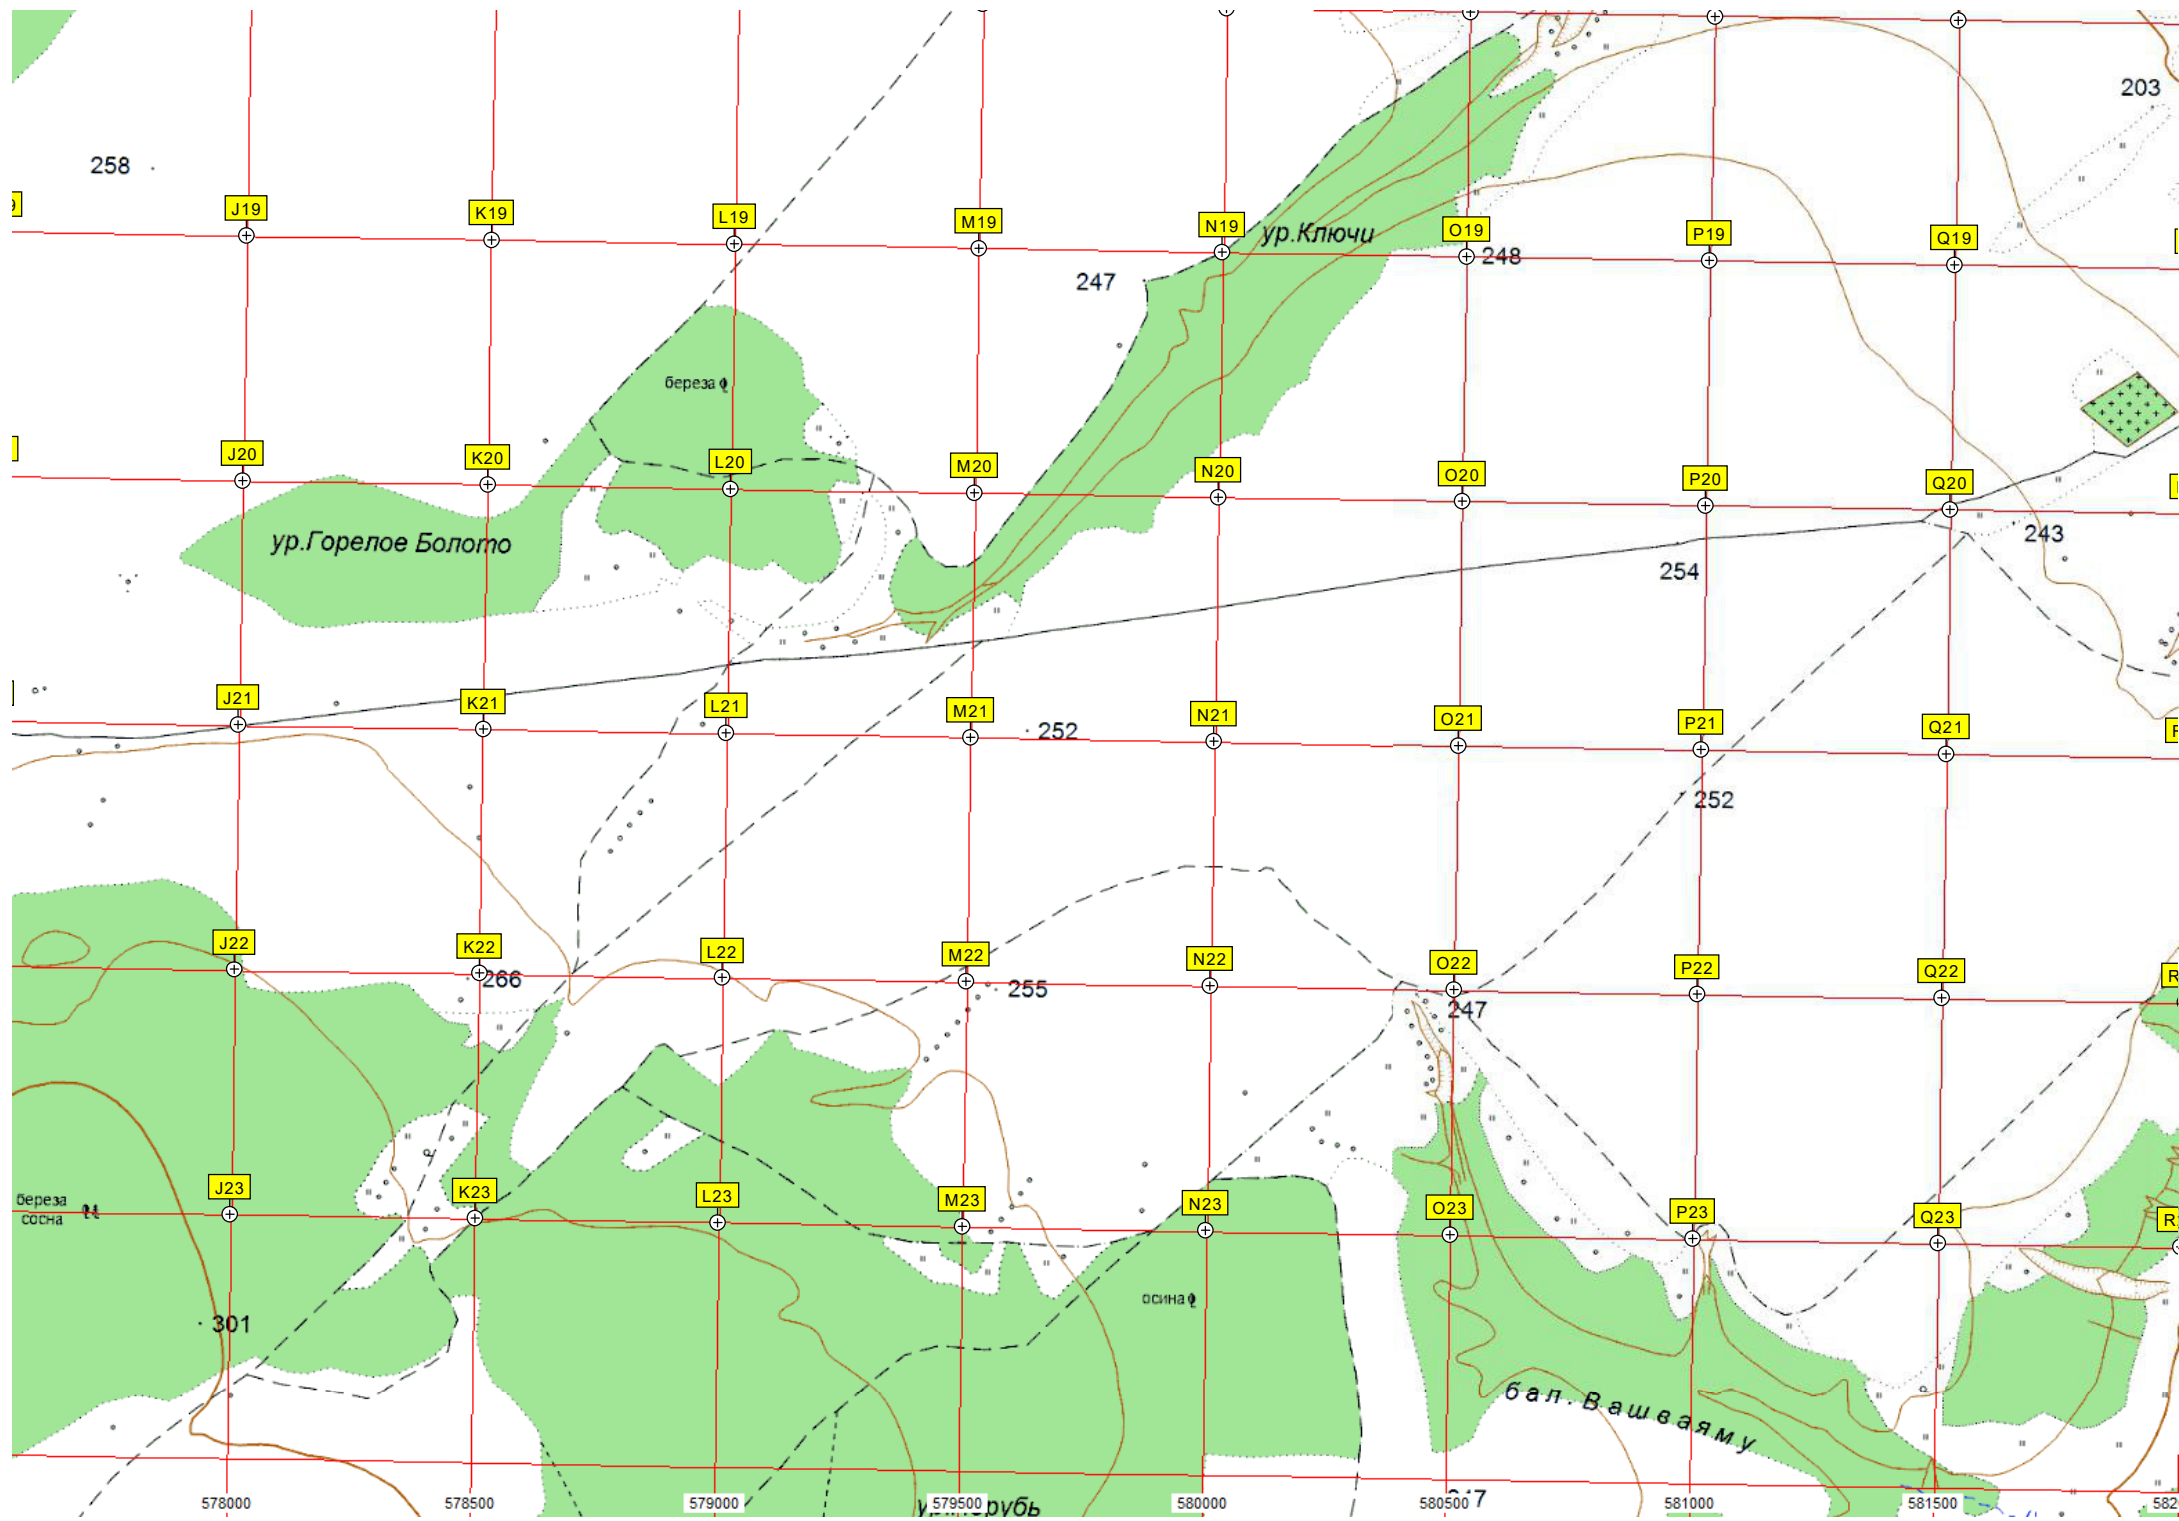 203
258
J19 K19 L19 M19 N19 O19 P19 Q19
ур.Ключи
248
247
береза
J20 K20 L20 M20 N20 O20 P20 Q20
243
ур.Горелое Болото
254
J21 K21 L21 M21 N21 O21 P21 Q21
252
252
J22 K22 L22 M22 N22 O22 P22 Q22
266
255
247
J23 K23 L23 M23 N23 O23 P23 Q23
береза
сосна
осина
301
бал. Вашваяму
578000 578500 579000 579500 580000 580500 581000 581500